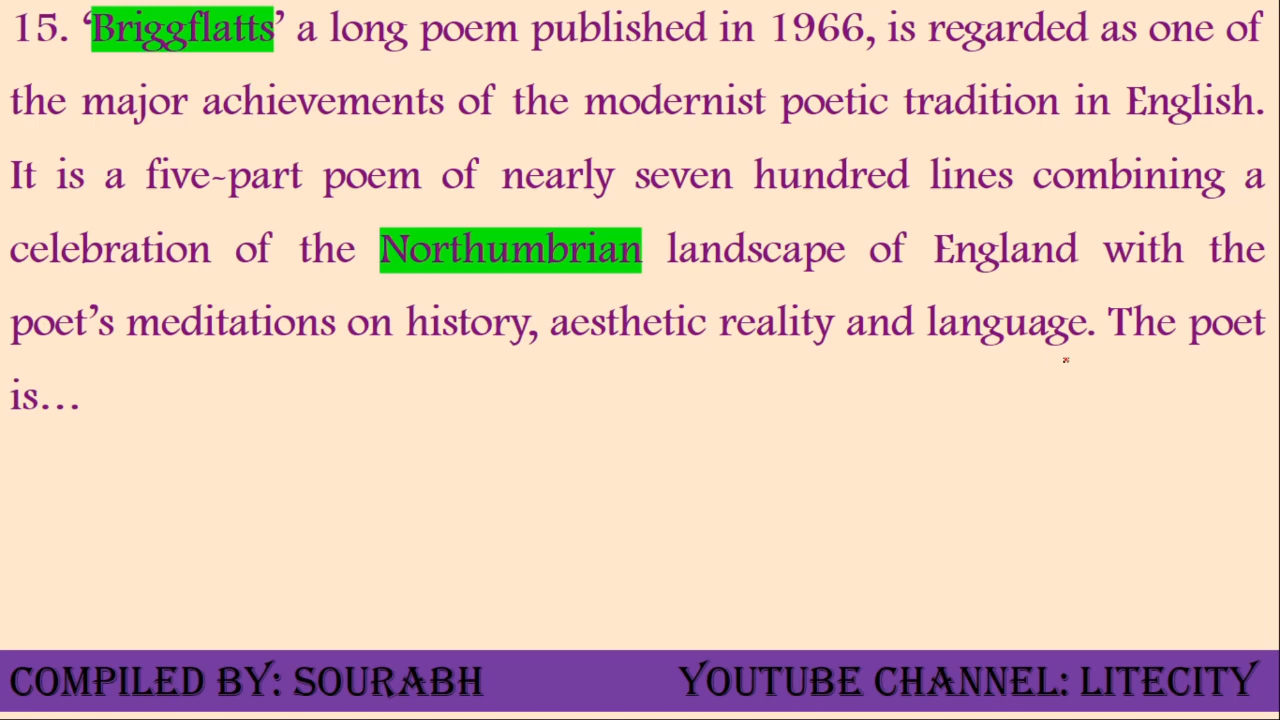 15. ‘Briggflatts’ a long poem published in 1966, is regarded as one of
the major achievements of the modernist poetic tradition in English.
It is a five-part poem of nearly seven hundred lines combining a
celebration of the Northumbrian landscape of England with the
poet’s meditations on history, aesthetic reality and language. The poet
is…
COMPILED BY: SOURABH YOUTUBE CHANNEL: LITECITY